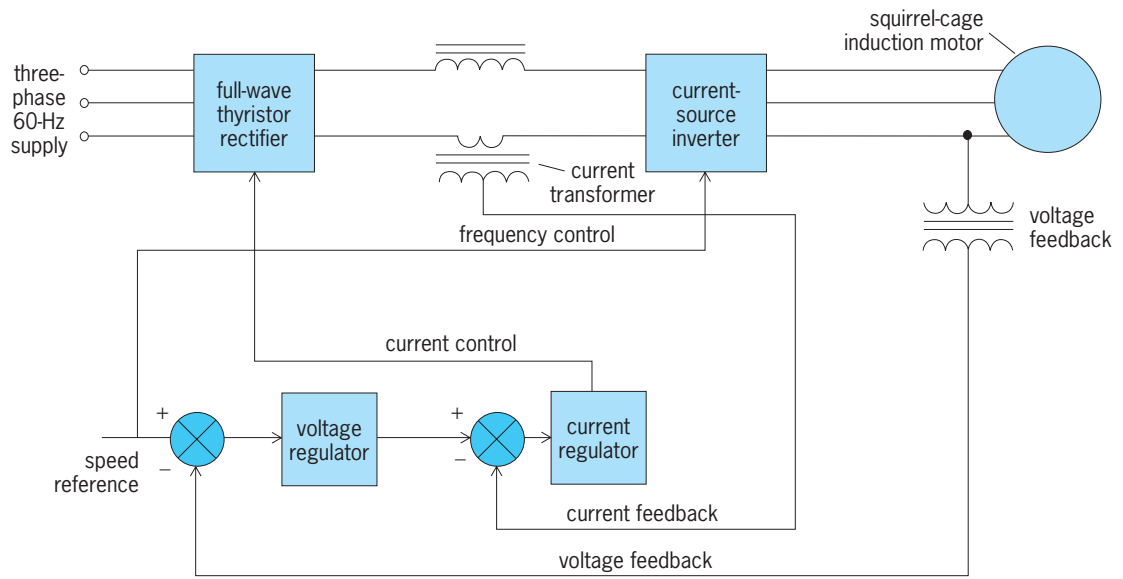 squirrel-cage
induction motor
three-
phase
60-Hz
supply
full-wave
thyristor
rectifier
current-
source
inverter
current
transformer
voltage
feedback
frequency control
current control
+
−
speed
reference
voltage
regulator
+
−
current
regulator
current feedback
voltage feedback